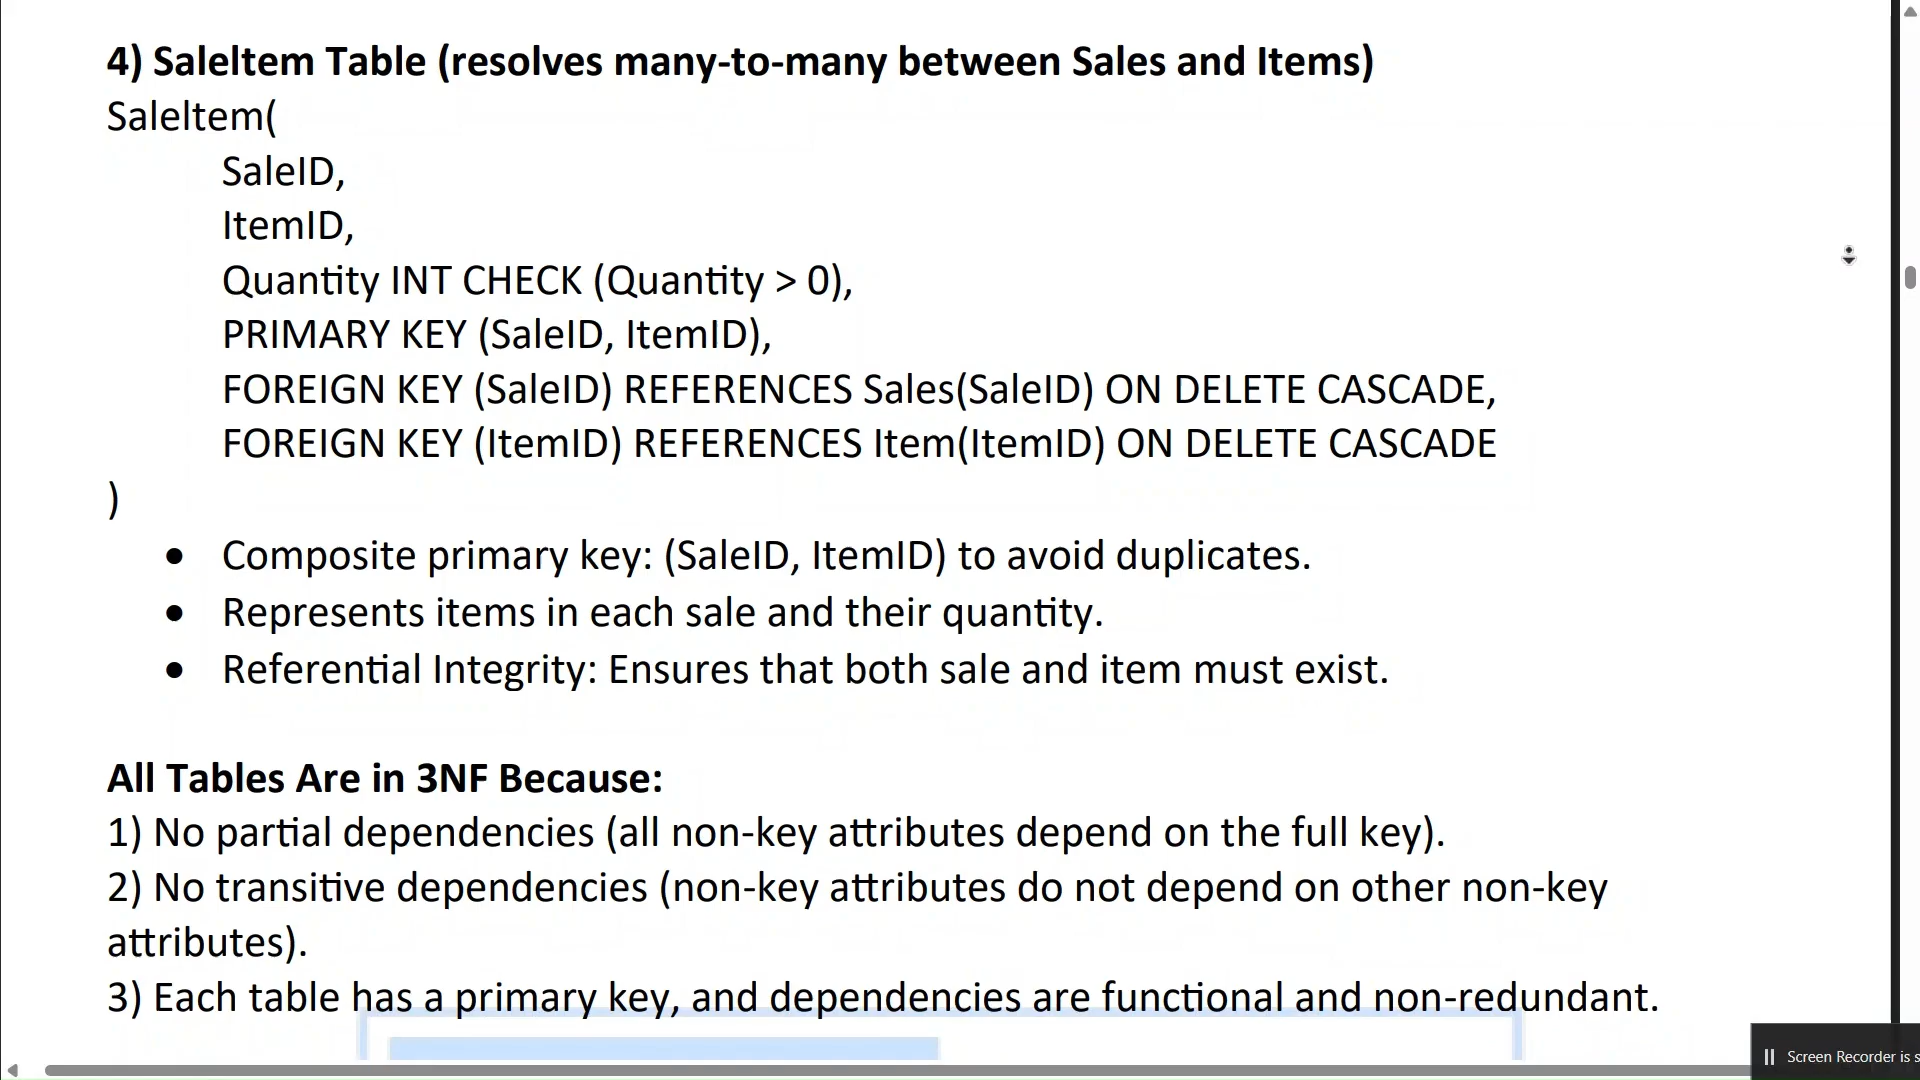 4) SaleItem Table (resolves many-to-many between Sales and Items)
SaleItem(
SaleID,
ItemID,
Quantity INT CHECK (Quantity > 0),
PRIMARY KEY (SaleID, ItemID),
FOREIGN KEY (SaleID) REFERENCES Sales(SaleID) ON DELETE CASCADE,
FOREIGN KEY (ItemID) REFERENCES Item(ItemID) ON DELETE CASCADE
)
• Composite primary key: (SaleID, ItemID) to avoid duplicates.
• Represents items in each sale and their quantity.
• Referential Integrity: Ensures that both sale and item must exist.
All Tables Are in 3NF Because:
1) No partial dependencies (all non-key attributes depend on the full key).
2) No transitive dependencies (non-key attributes do not depend on other non-key
attributes).
3) Each table has a primary key, and dependencies are functional and non-redundant.
Screen Recorder is s